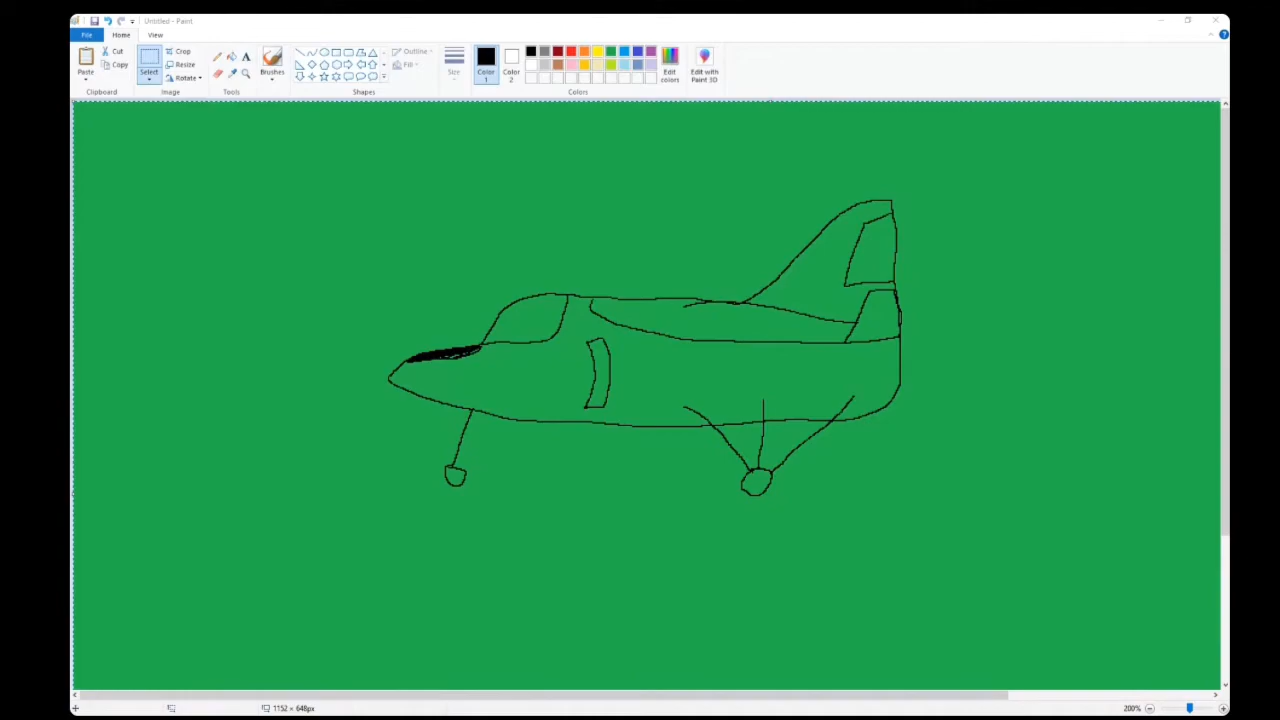 Untitled - Paint
File Home View
Paste
Cut
Copy
Clipboard
Select
Crop
Resize
Rotate
Image
A
Tools
Brushes
Outline
Fill
Shapes
Size
Color 1
Color 2
Edit colors
Colors
Edit with Paint 3D
1152 × 648px
200%